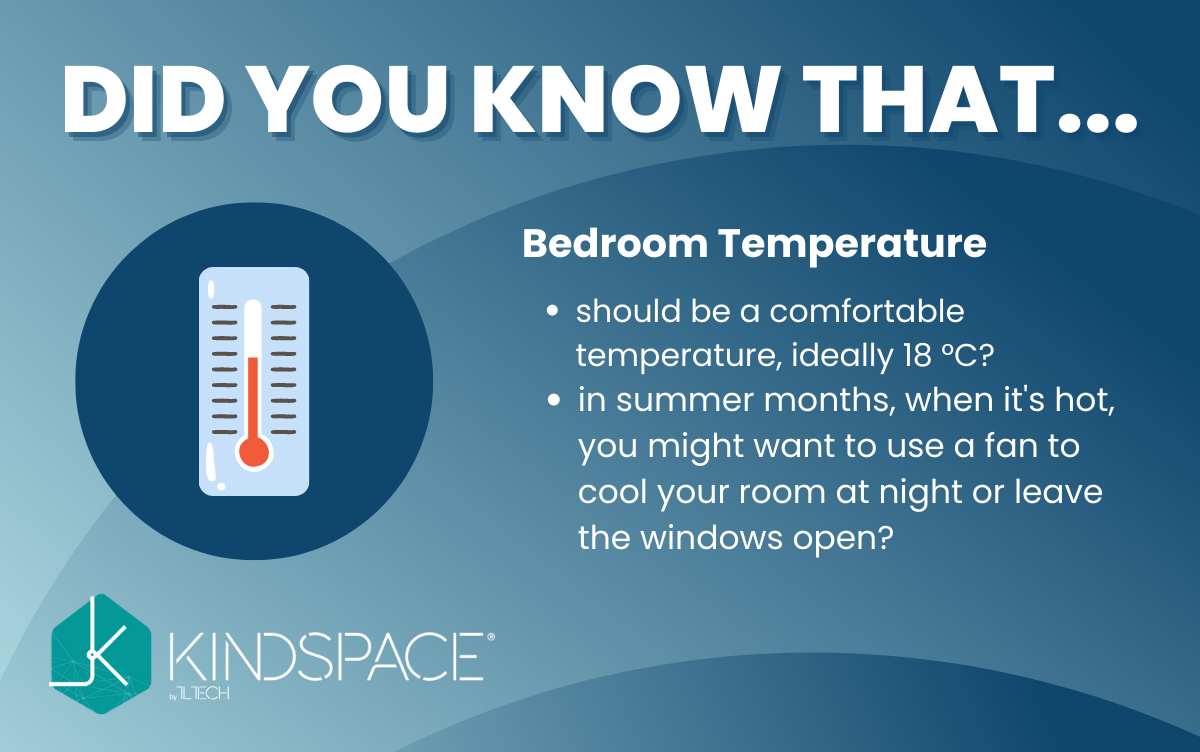 DID YOU KNOW THAT...
Bedroom Temperature
• should be a comfortable
temperature, ideally 18 °C?
• in summer months, when it's hot,
you might want to use a fan to
cool your room at night or leave
the windows open?
KINDSPACE®
by TLTECH